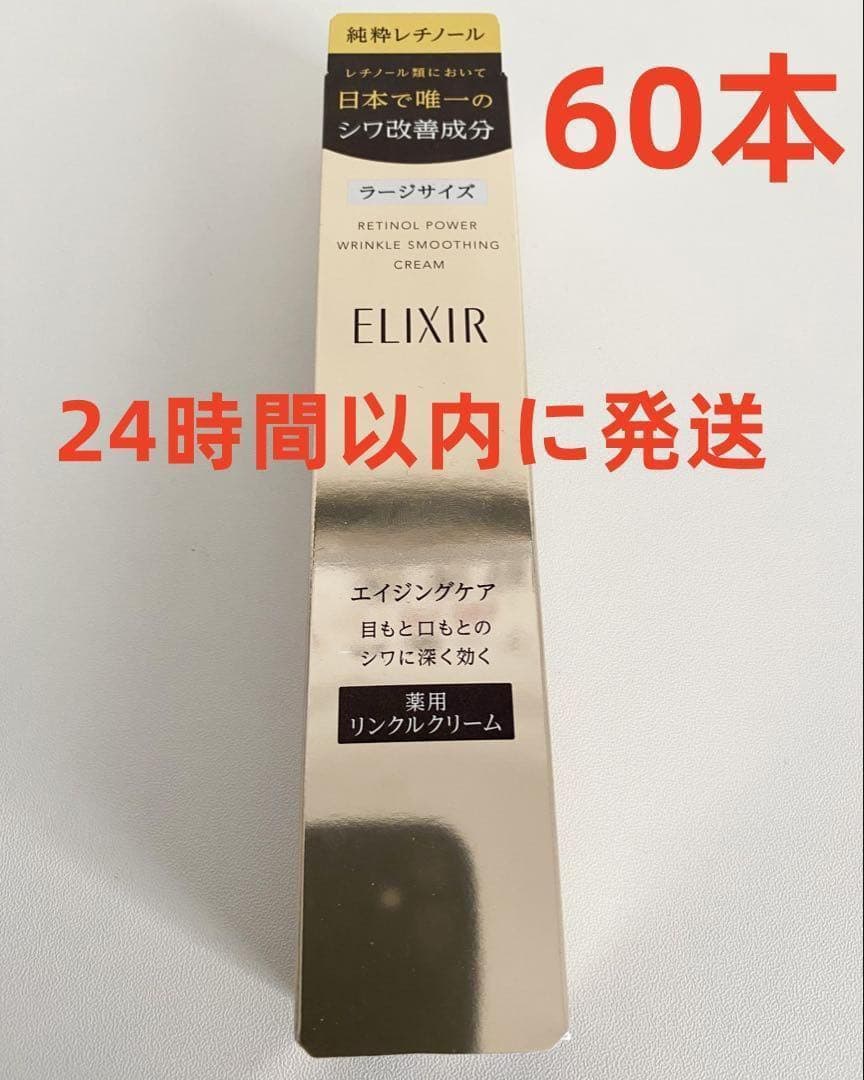 純粋レチノール
レチノール類において
日本で唯一の
シワ改善成分
60本
ラージサイズ
RETINOL POWER
WRINKLE SMOOTHING
CREAM
ELIXIR
24時間以内に発送
エイジングケア
目もと口もとの
シワに深く効く
薬用
リンクルクリーム